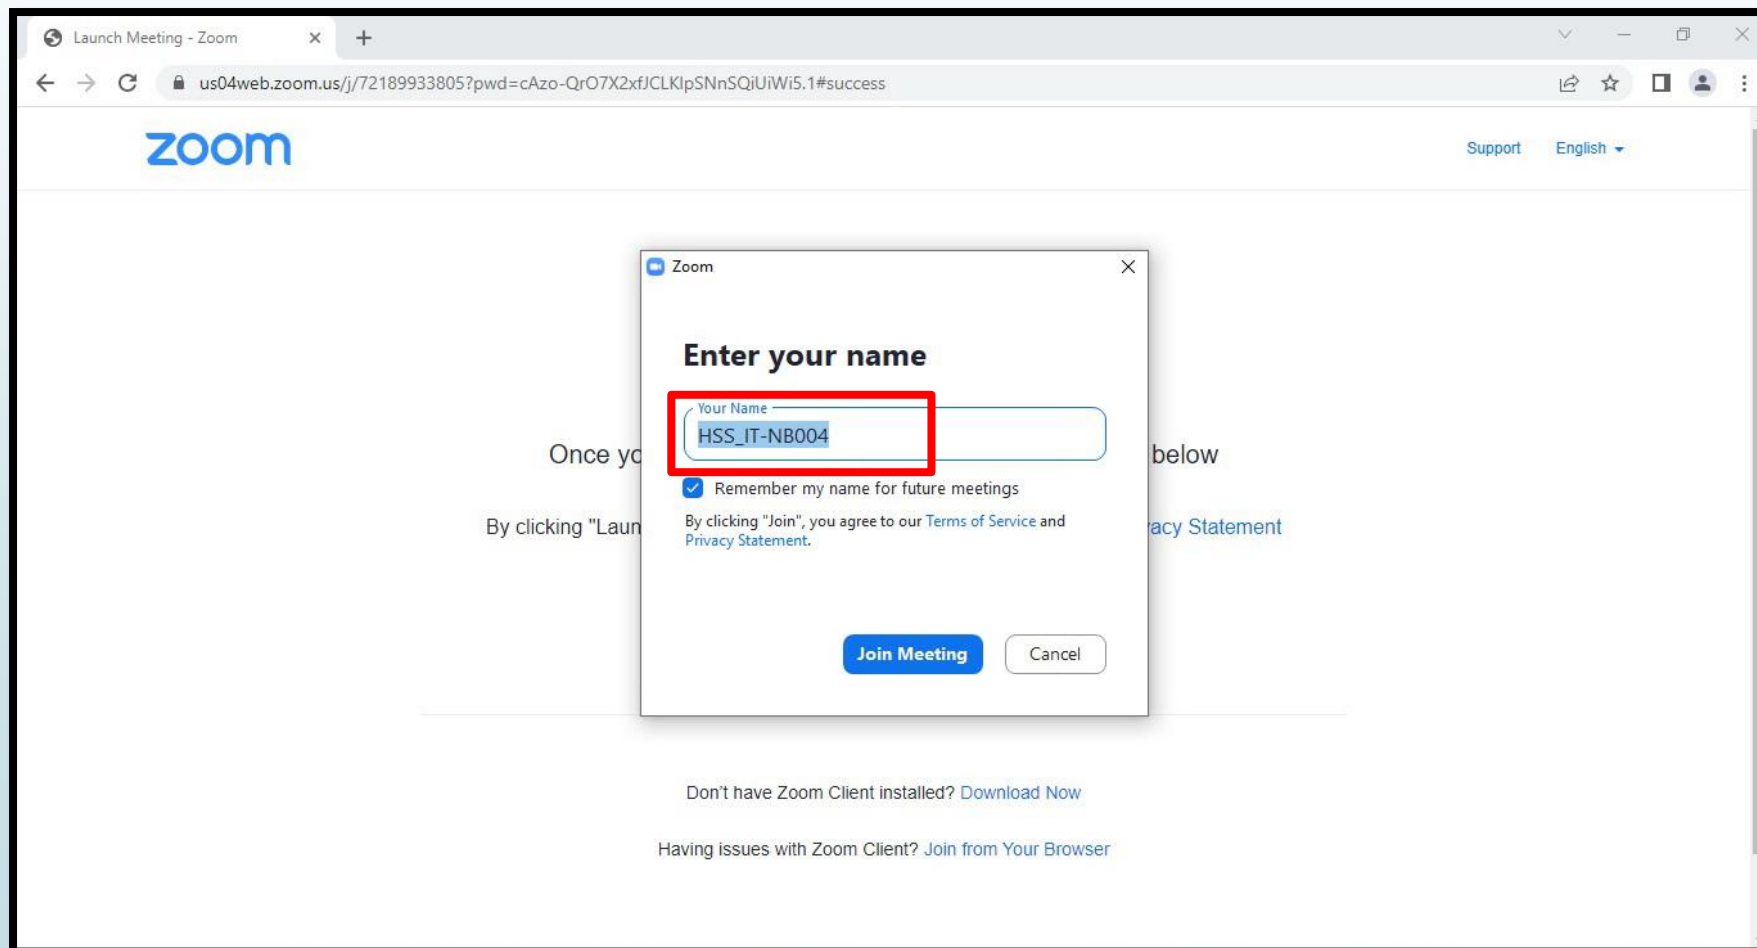 Launch Meeting - Zoom
us04web.zoom.us/j/72189933805?pwd=cAzo-QrO7X2xfJCLKIpSNnSQiUiWi5.1#success
zoom
Support English
Zoom
Enter your name
Your Name
HSS_IT-NB004
Once below
Remember my name for future meetings
By clicking "Join", you agree to our Terms of Service and
Privacy Statement.
By clicking "Laun acy Statement
Join Meeting Cancel
Don't have Zoom Client installed? Download Now
Having issues with Zoom Client? Join from Your Browser